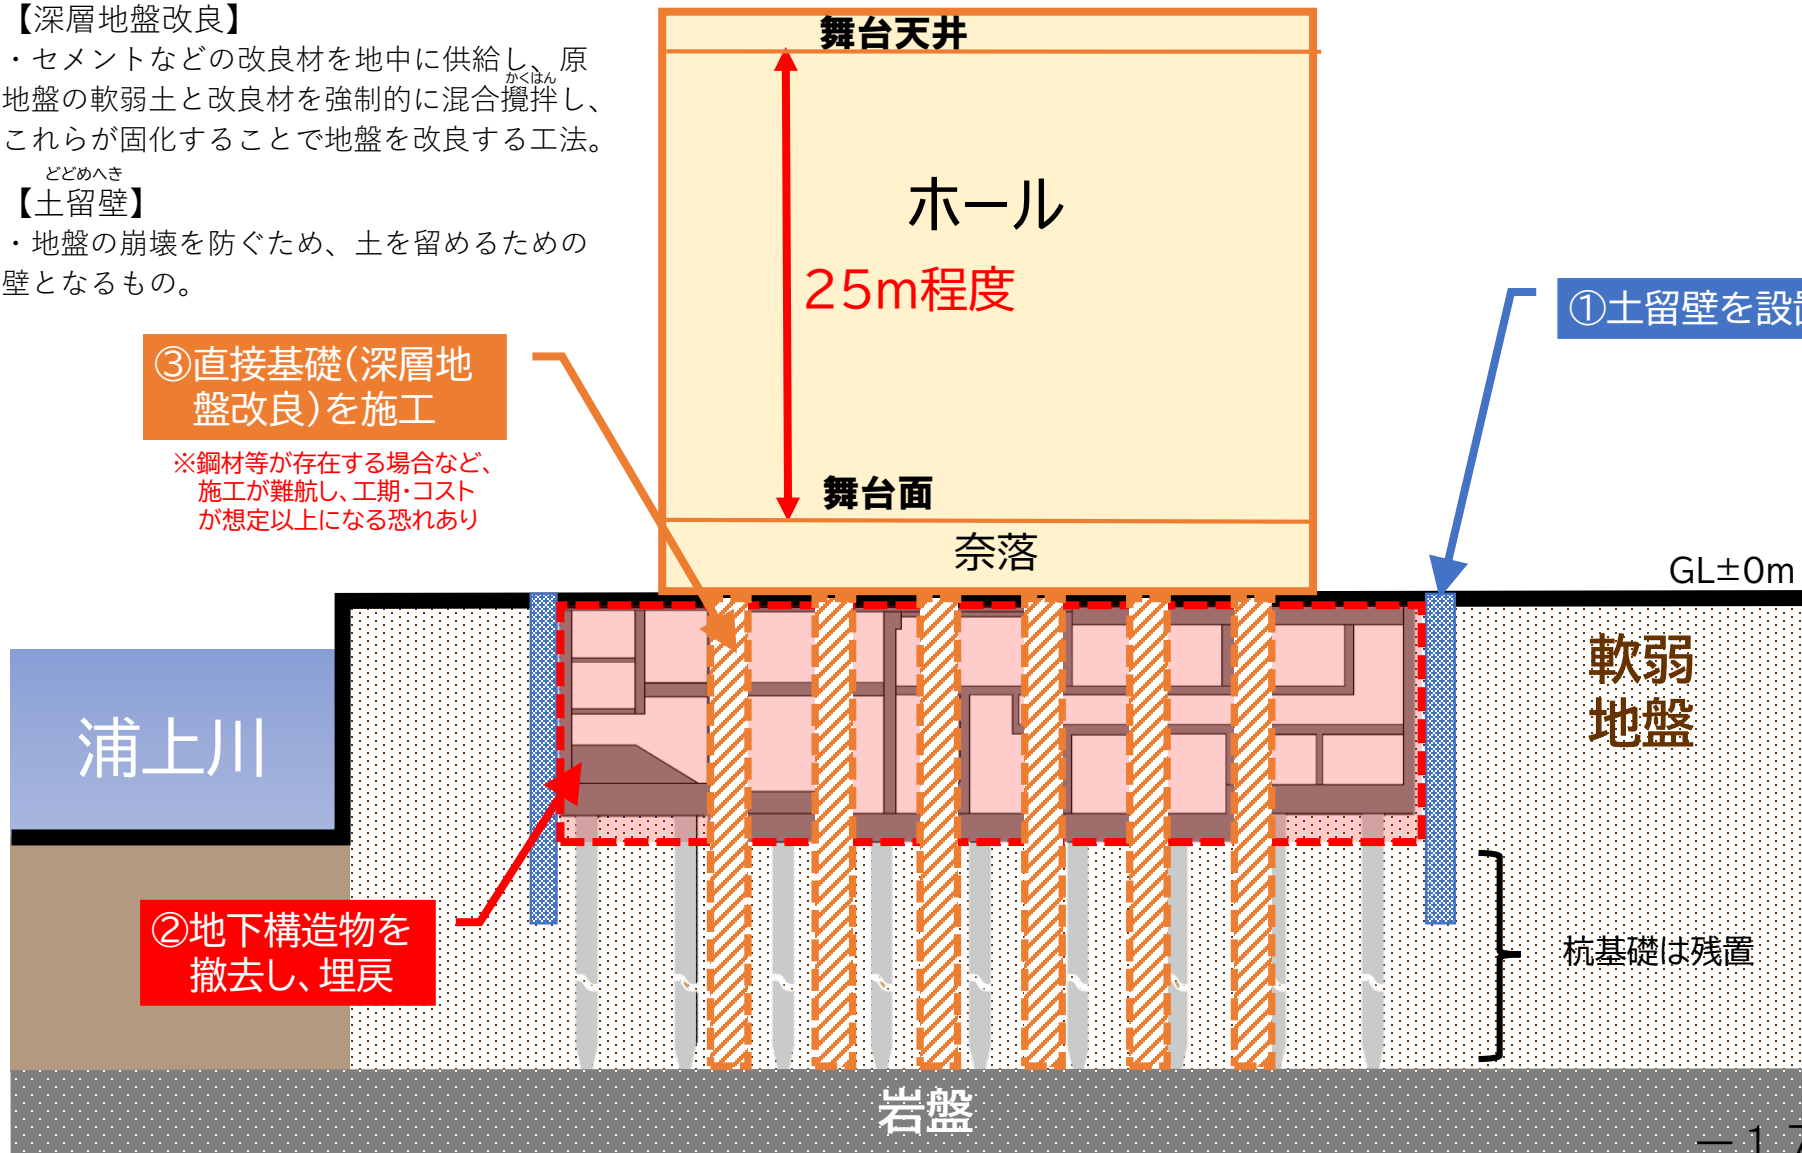 【深層地盤改良】
・セメントなどの改良材を地中に供給し、原
かくはん
地盤の軟弱土と改良材を強制的に混合攪拌し、
これらが固化することで地盤を改良する工法。
どどめへき
【土留壁】
・地盤の崩壊を防ぐため、土を留めるための
壁となるもの。
舞台天井
ホール
25m程度
舞台面
奈落
①土留壁を設置
③直接基礎(深層地
盤改良)を施工
※鋼材等が存在する場合など、
施工が難航し、工期・コスト
が想定以上になる恐れあり
GL±0m
軟弱
地盤
浦上川
②地下構造物を
撤去し、埋戻
杭基礎は残置
岩盤
－17